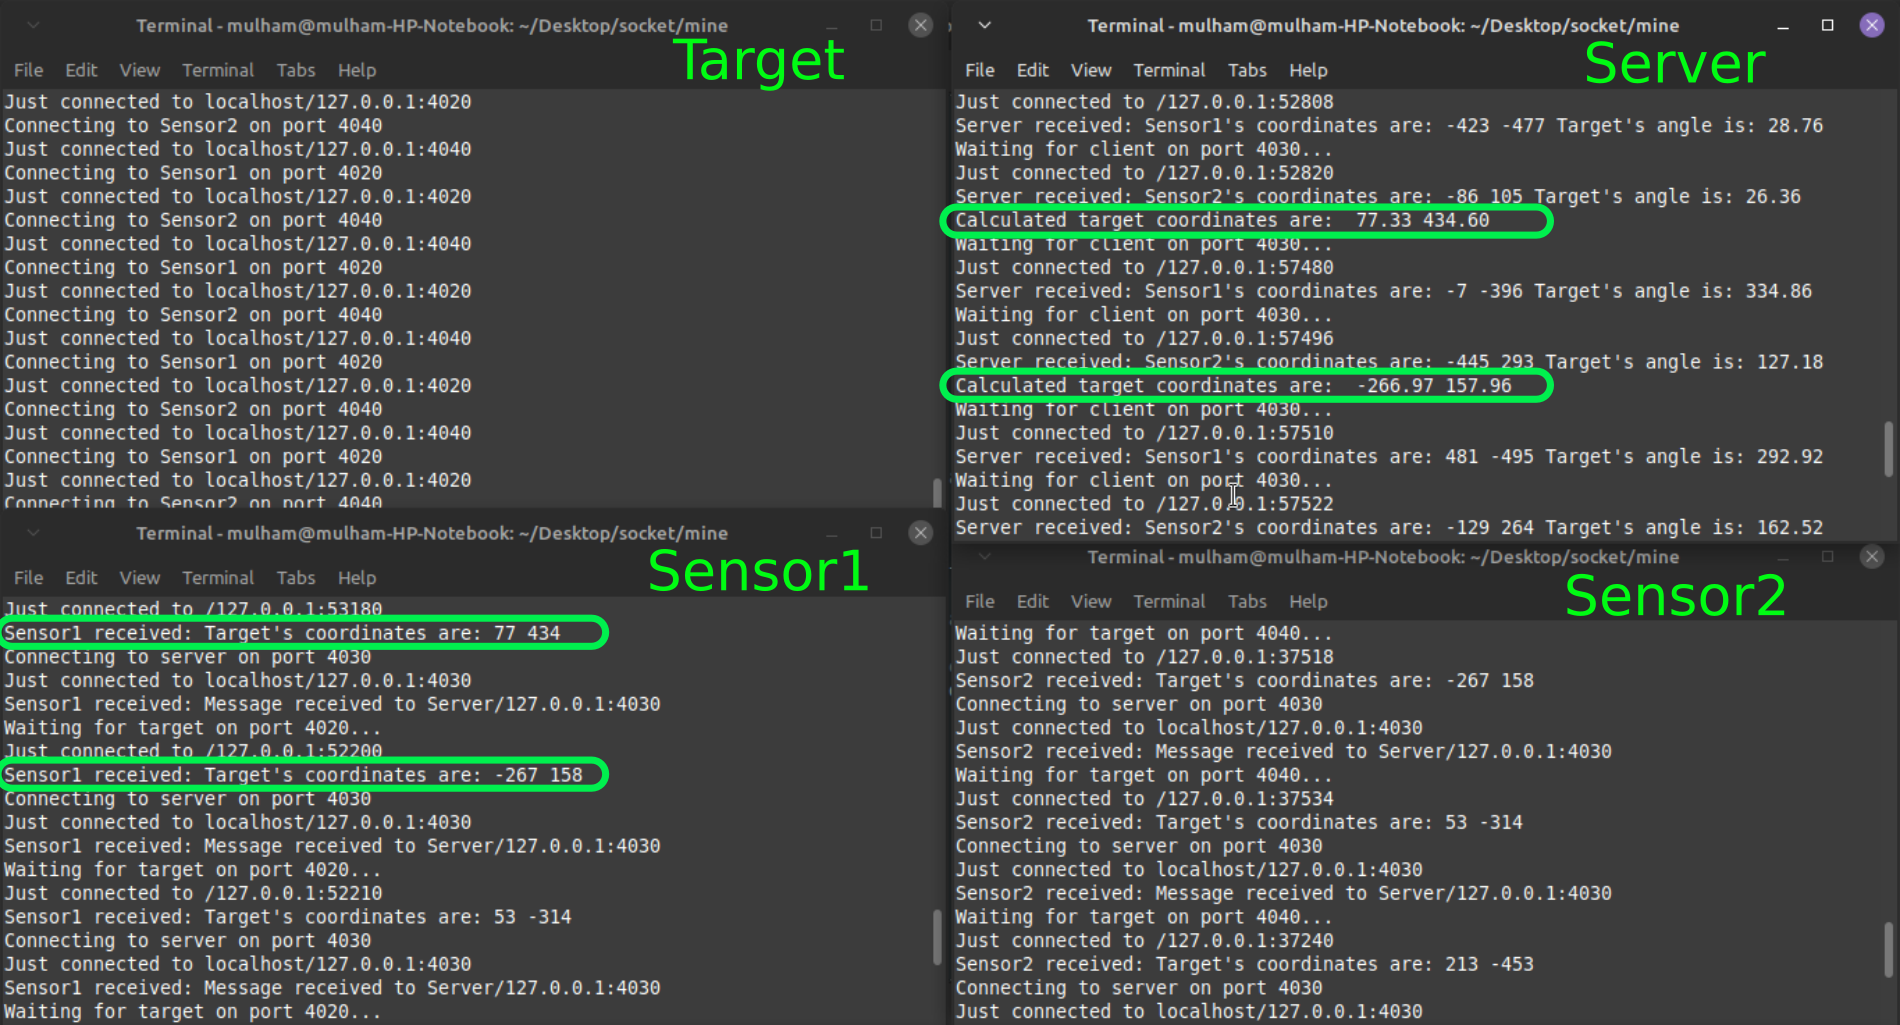 Terminal - mulham@mulham-HP-Notebook: ~/Desktop/socket/mine
Target
File Edit View Terminal Tabs Help
Just connected to localhost/127.0.0.1:4020
Connecting to Sensor2 on port 4040
Just connected to localhost/127.0.0.1:4040
Connecting to Sensor1 on port 4020
Just connected to localhost/127.0.0.1:4020
Connecting to Sensor2 on port 4040
Just connected to localhost/127.0.0.1:4040
Connecting to Sensor1 on port 4020
Just connected to localhost/127.0.0.1:4020
Connecting to Sensor2 on port 4040
Just connected to localhost/127.0.0.1:4040
Connecting to Sensor1 on port 4020
Just connected to localhost/127.0.0.1:4020
Connecting to Sensor2 on port 4040
Just connected to localhost/127.0.0.1:4040
Connecting to Sensor1 on port 4020
Just connected to localhost/127.0.0.1:4020
Connecting to Sensor2 on port 4040
Terminal - mulham@mulham-HP-Notebook: ~/Desktop/socket/mine
Server
File Edit View Terminal Tabs Help
Just connected to /127.0.0.1:52808
Server received: Sensor1's coordinates are: -423 -477 Target's angle is: 28.76
Waiting for client on port 4030...
Just connected to /127.0.0.1:52820
Server received: Sensor2's coordinates are: -86 105 Target's angle is: 26.36
Calculated target coordinates are:  77.33 434.60
Waiting for client on port 4030...
Just connected to /127.0.0.1:57480
Server received: Sensor1's coordinates are: -7 -396 Target's angle is: 334.86
Waiting for client on port 4030...
Just connected to /127.0.0.1:57496
Server received: Sensor2's coordinates are: -445 293 Target's angle is: 127.18
Calculated target coordinates are:  -266.97 157.96
Waiting for client on port 4030...
Just connected to /127.0.0.1:57510
Server received: Sensor1's coordinates are: 481 -495 Target's angle is: 292.92
Waiting for client on port 4030...
Just connected to /127.0.0.1:57522
Server received: Sensor2's coordinates are: -129 264 Target's angle is: 162.52
Terminal - mulham@mulham-HP-Notebook: ~/Desktop/socket/mine
Sensor1
File Edit View Terminal Tabs Help
Just connected to /127.0.0.1:53180
Sensor1 received: Target's coordinates are: 77 434
Connecting to server on port 4030
Just connected to localhost/127.0.0.1:4030
Sensor1 received: Message received to Server/127.0.0.1:4030
Waiting for target on port 4020...
Just connected to /127.0.0.1:52200
Sensor1 received: Target's coordinates are: -267 158
Connecting to server on port 4030
Just connected to localhost/127.0.0.1:4030
Sensor1 received: Message received to Server/127.0.0.1:4030
Waiting for target on port 4020...
Just connected to /127.0.0.1:52210
Sensor1 received: Target's coordinates are: 53 -314
Connecting to server on port 4030
Just connected to localhost/127.0.0.1:4030
Sensor1 received: Message received to Server/127.0.0.1:4030
Waiting for target on port 4020...
Terminal - mulham@mulham-HP-Notebook: ~/Desktop/socket/mine
Sensor2
File Edit View Terminal Tabs Help
Waiting for target on port 4040...
Just connected to /127.0.0.1:37518
Sensor2 received: Target's coordinates are: -267 158
Connecting to server on port 4030
Just connected to localhost/127.0.0.1:4030
Sensor2 received: Message received to Server/127.0.0.1:4030
Waiting for target on port 4040...
Just connected to /127.0.0.1:37534
Sensor2 received: Target's coordinates are: 53 -314
Connecting to server on port 4030
Just connected to localhost/127.0.0.1:4030
Sensor2 received: Message received to Server/127.0.0.1:4030
Waiting for target on port 4040...
Just connected to /127.0.0.1:37240
Sensor2 received: Target's coordinates are: 213 -453
Connecting to server on port 4030
Just connected to localhost/127.0.0.1:4030